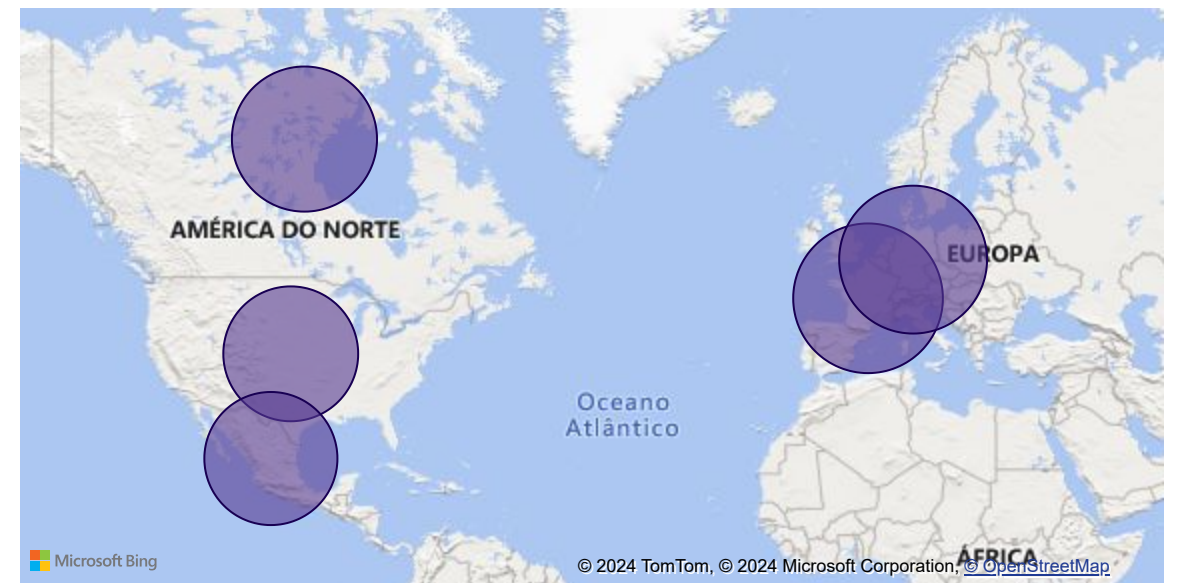 AMÉRICA DO NORTE
EUROPA
Oceano
Atlântico
ÁFRICA
Microsoft Bing
© 2024 TomTom, © 2024 Microsoft Corporation, © OpenStreetMap